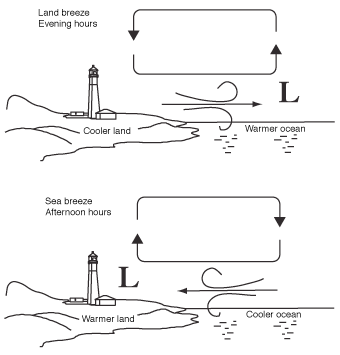 Land breeze
Evening hours
L
Cooler land
Warmer ocean
Sea breeze
Afternoon hours
L
Warmer land
Cooler ocean